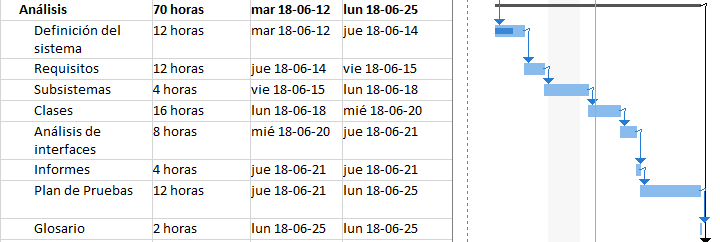 Análisis 70 horas mar 18-06-12 lun 18-06-25
Definición del 12 horas mar 18-06-12 jue 18-06-14
sistema
Requisitos 12 horas jue 18-06-14 vie 18-06-15
Subsistemas 4 horas vie 18-06-15 lun 18-06-18
Clases 16 horas lun 18-06-18 mié 18-06-20
Análisis de 8 horas mié 18-06-20 jue 18-06-21
interfaces
Informes 4 horas jue 18-06-21 jue 18-06-21
Plan de Pruebas 12 horas jue 18-06-21 lun 18-06-25
Glosario 2 horas lun 18-06-25 lun 18-06-25